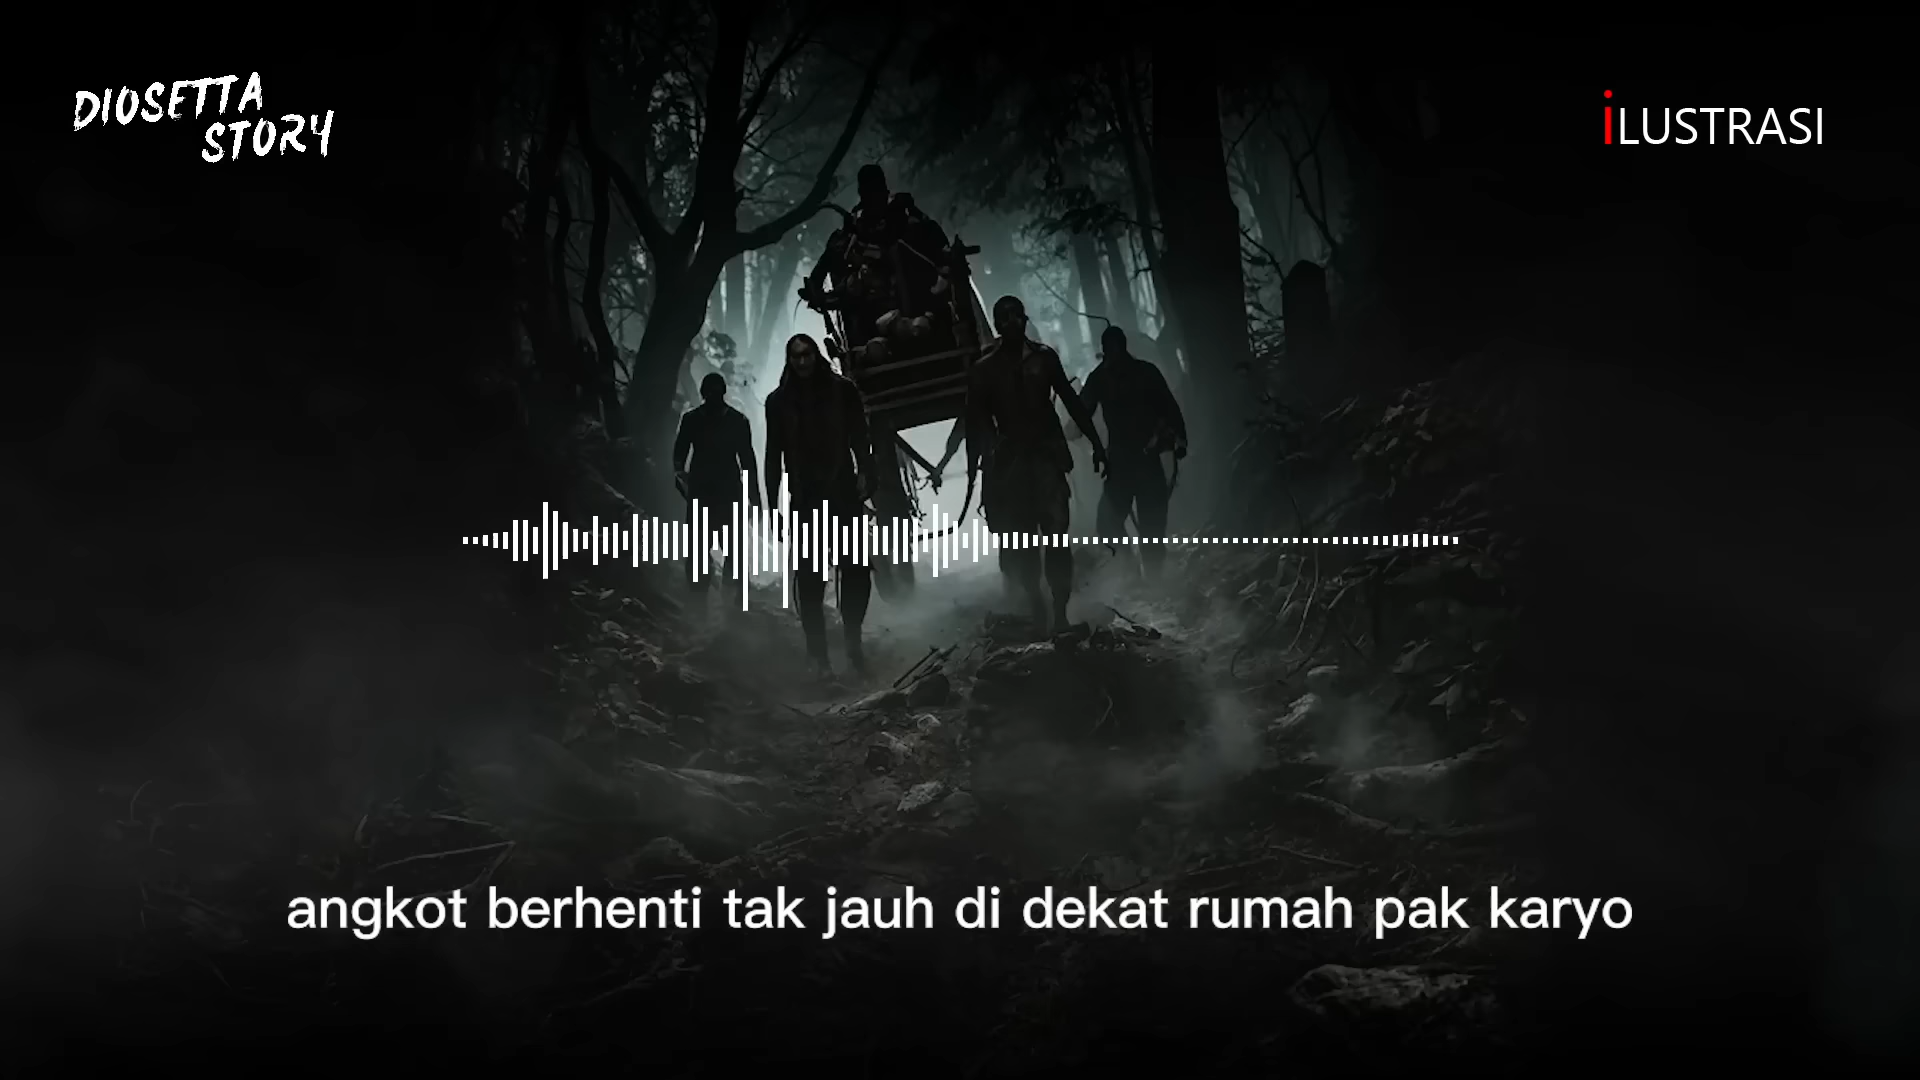 DIOSETTA
STORY
iLUSTRASI
angkot berhenti tak jauh di dekat rumah pak karyo